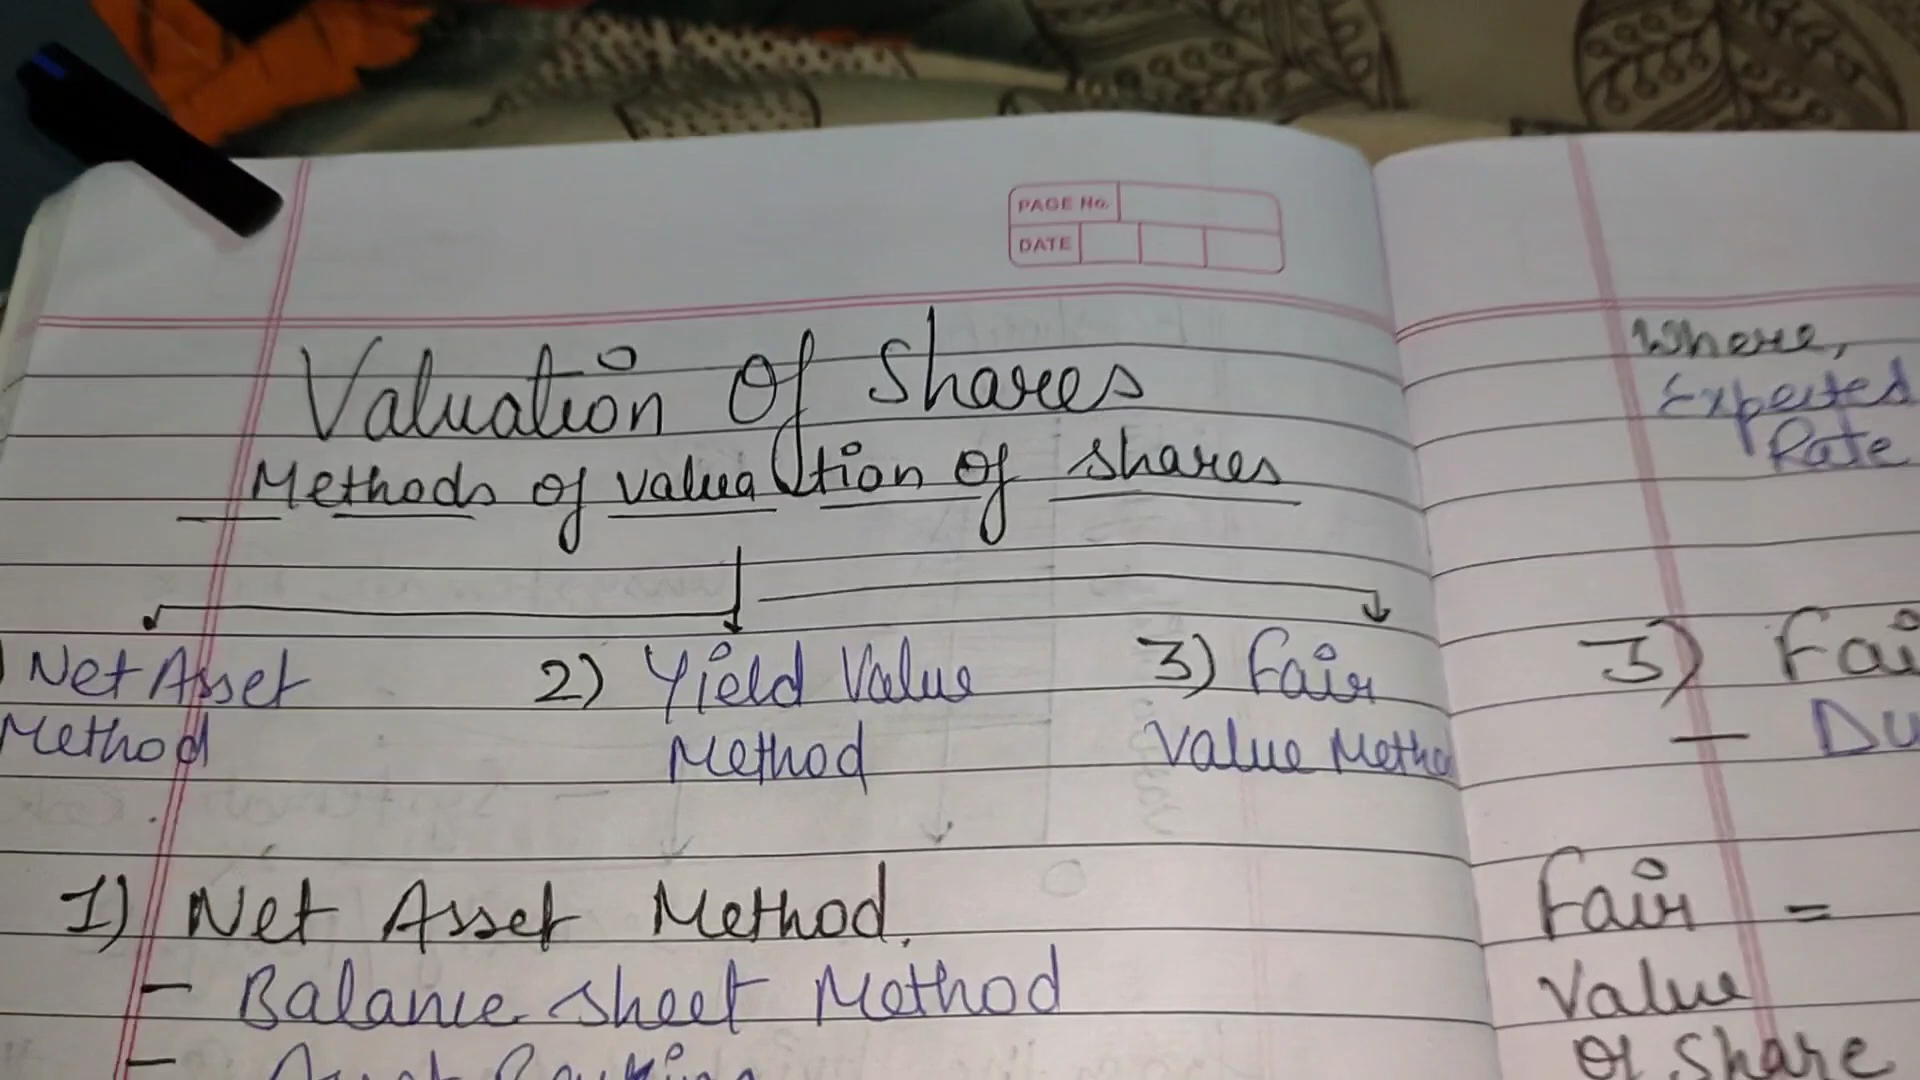 PAGE No.
DATE
Valuation Of Shares
Methods of valuation of shares
Net Asset
Method
2) Yield Value
Method
3) Fair
Value Metho
1) Net Asset Method.
- Balance sheet Method
-
Where,
Expected
Rate
3) Fai
- Du
Fair =
Value
Of Share